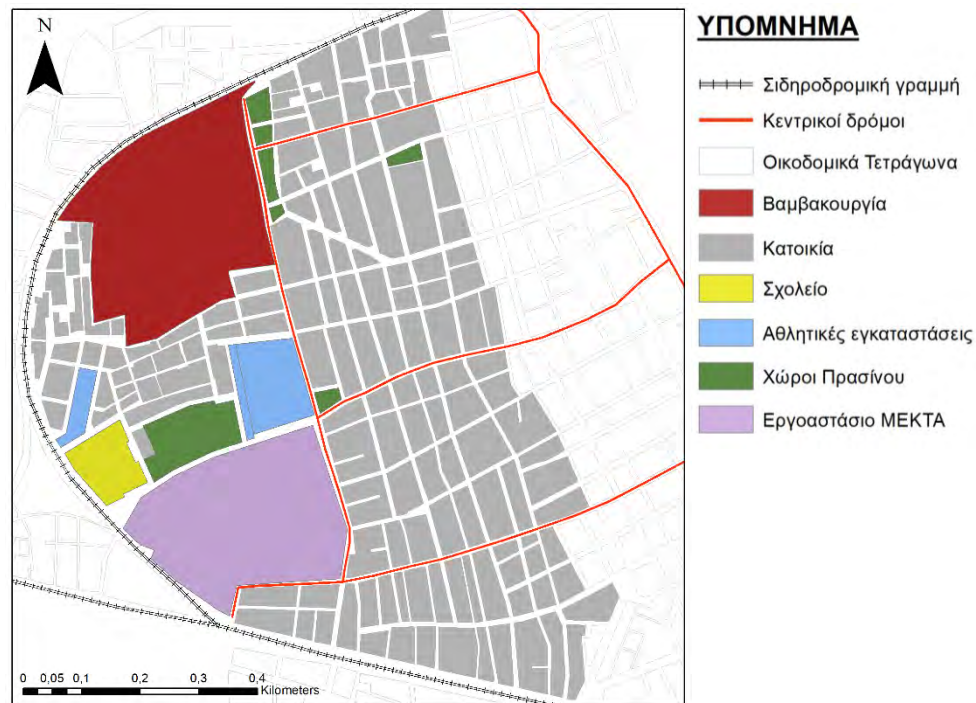 N
ΥΠΟΜΝΗΜΑ
Σιδηροδρομική γραμμή
Κεντρικοί δρόμοι
Οικοδομικά Τετράγωνα
Βαμβακουργία
Κατοικία
Σχολείο
Αθλητικές εγκαταστάσεις
Χώροι Πρασίνου
Εργοαστάσιο ΜΕΚΤΑ
0 0,05 0,1 0,2 0,3 0,4
Kilometers